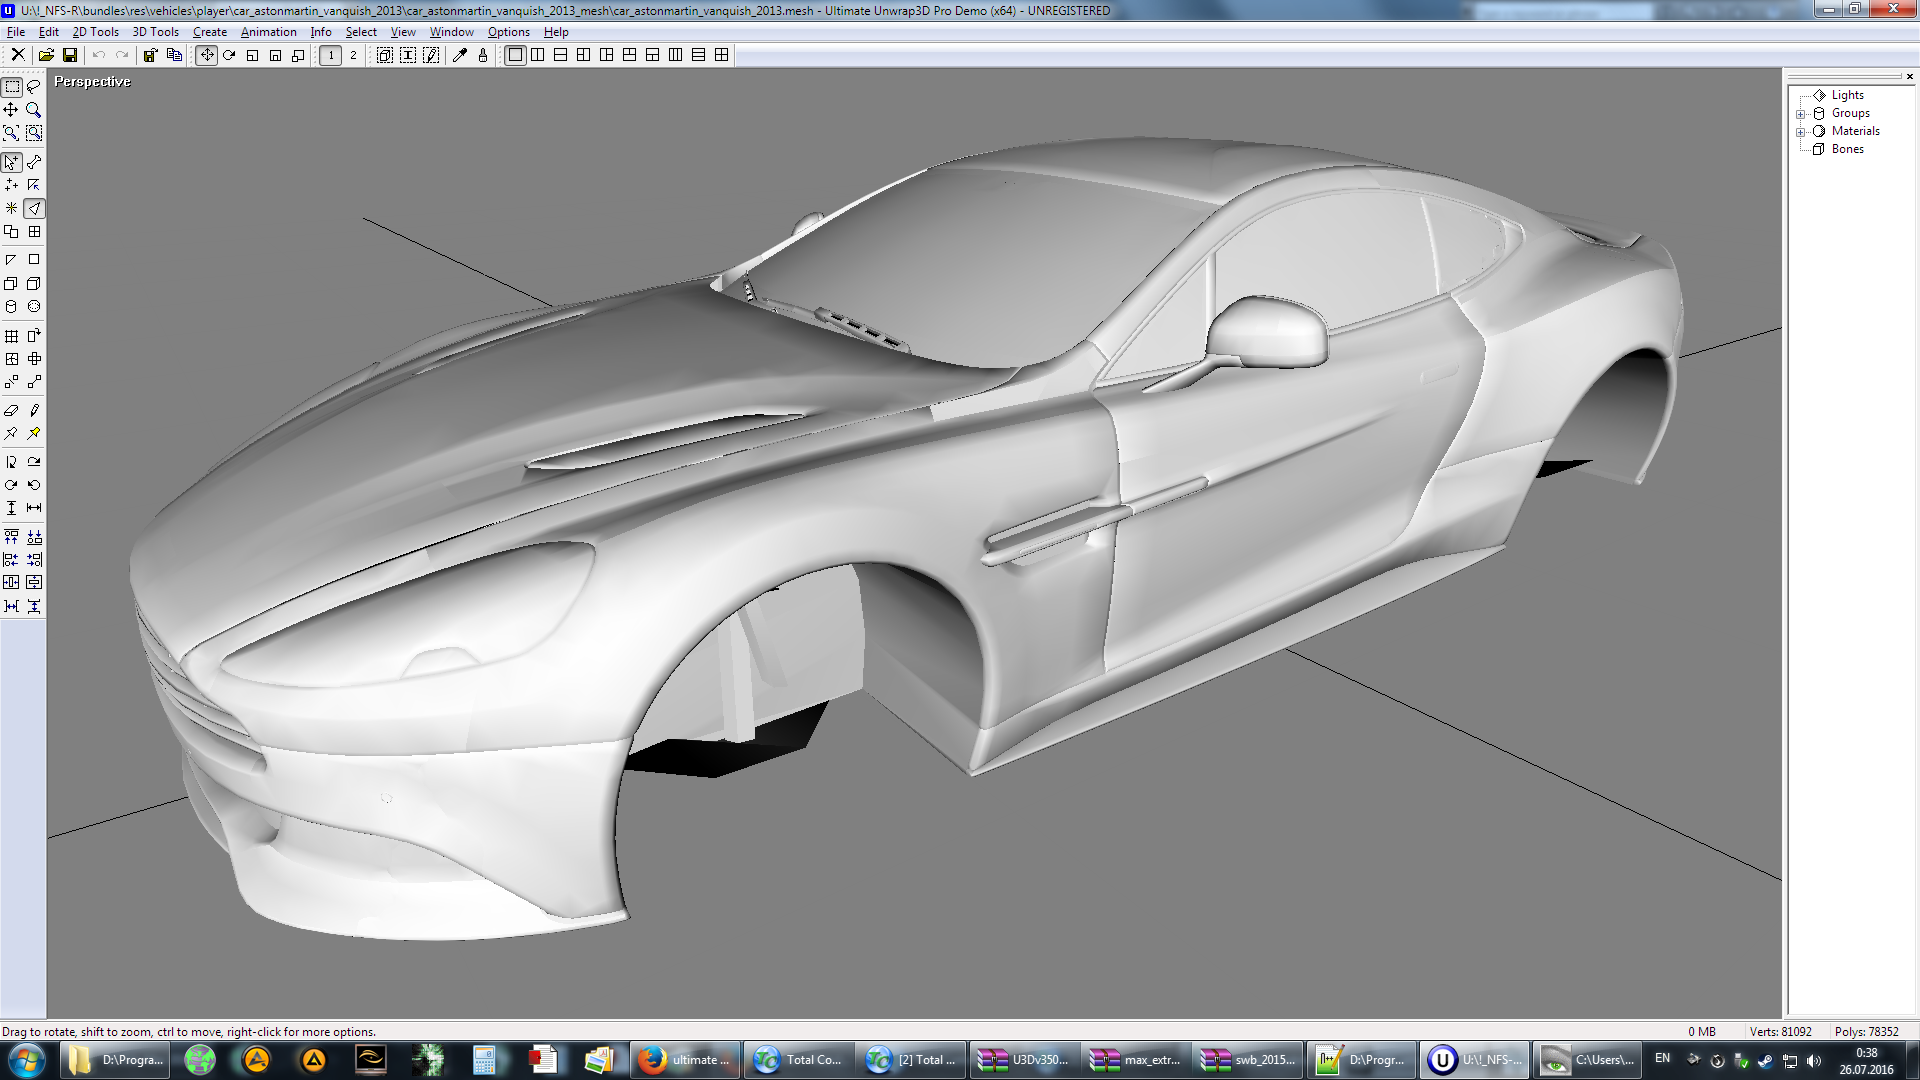 U:\!_NFS-R\bundles\res\vehicles\player\car_astonmartin_vanquish_2013\car_astonmartin_vanquish_2013_mesh\car_astonmartin_vanquish_2013.mesh - Ultimate Unwrap3D Pro Demo (x64) - UNREGISTERED
File Edit 2D Tools 3D Tools Create Animation Info Select View Window Options Help
1 2
Perspective
Lights
Groups
Materials
Bones
Drag to rotate, shift to zoom, ctrl to move, right-click for more options.
0 MB Verts: 81092 Polys: 78352
D:\Progra... ultimate ... Total Co... [2] Total ... U3Dv350... max_extr... swb_2015... D:\Progr... U:\!_NFS-... C:\Users\... EN 0:38
26.07.2016